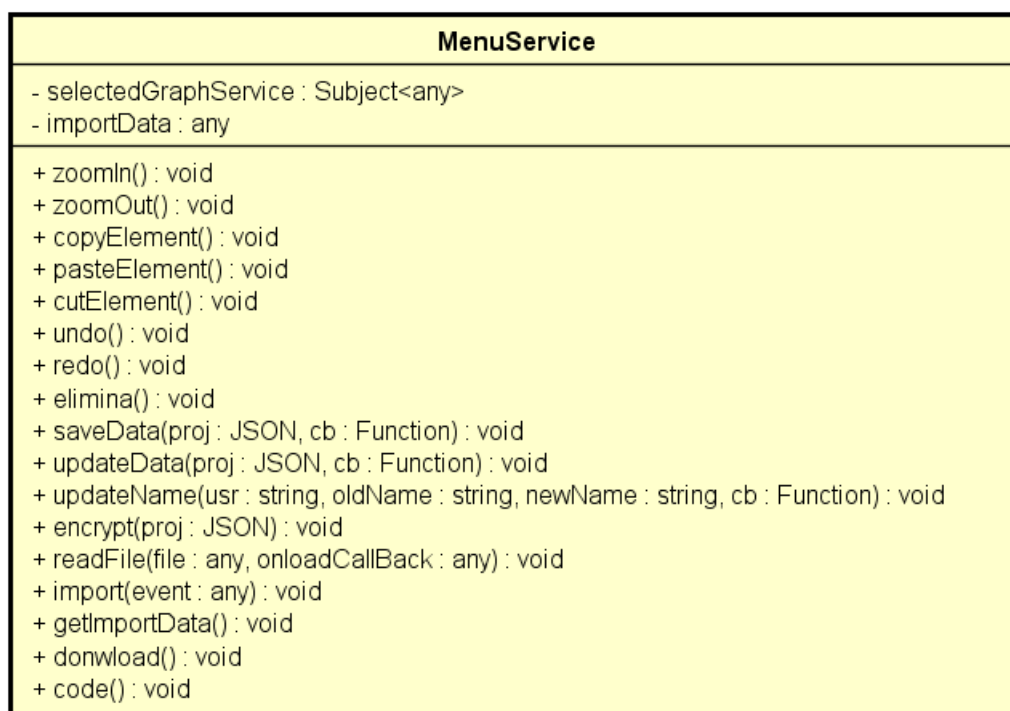 MenuService
- selectedGraphService : Subject<any>
- importData : any
+ zoomIn() : void
+ zoomOut() : void
+ copyElement() : void
+ pasteElement() : void
+ cutElement() : void
+ undo() : void
+ redo() : void
+ elimina() : void
+ saveData(proj : JSON, cb : Function) : void
+ updateData(proj : JSON, cb : Function) : void
+ updateName(usr : string, oldName : string, newName : string, cb : Function) : void
+ encrypt(proj : JSON) : void
+ readFile(file : any, onloadCallBack : any) : void
+ import(event : any) : void
+ getImportData() : void
+ donwload() : void
+ code() : void